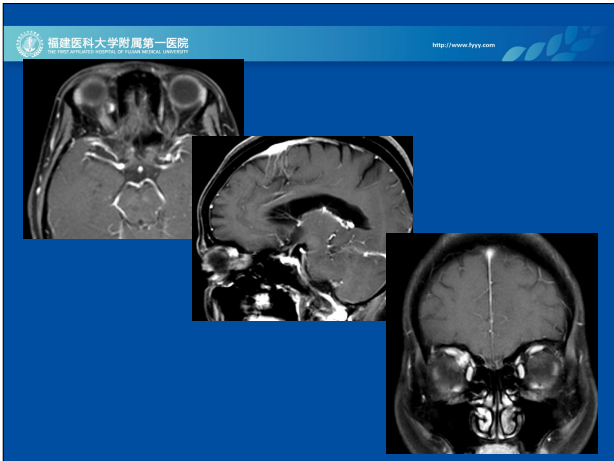 福建医科大学附属第一医院
THE FIRST AFFILIATED HOSPITAL OF FUJIAN MEDICAL UNIVERSITY
http://www.fyyy.com